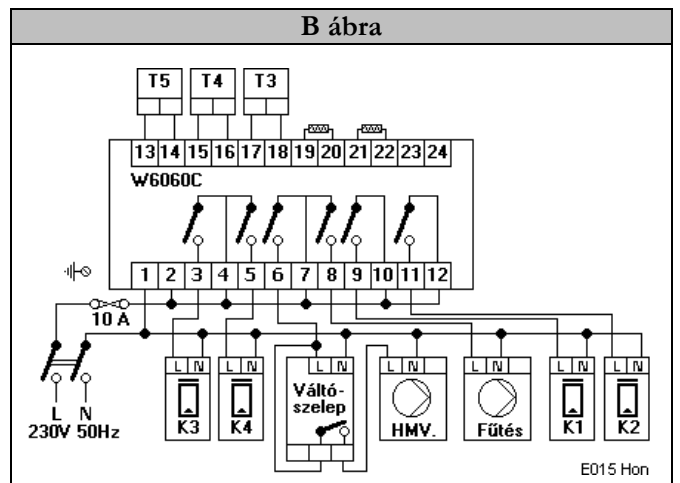 B ábra
T5 T4 T3
13 14 15 16 17 18 19 20 21 22 23 24
W6060C
1 2 3 4 5 6 7 8 9 10 11 12
10 A
L N L N L N L N L N L N L N
Váltó-
szelep
L N
230V 50Hz
K3 K4 HMV. Fűtés K1 K2
E015 Hon